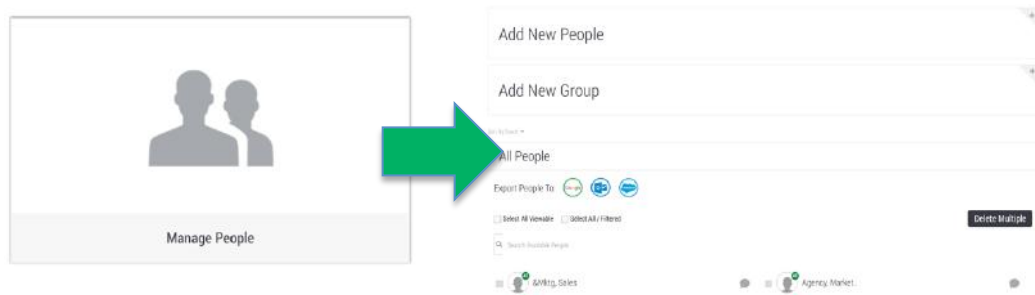 Manage People
Add New People
Add New Group
All People
Export People To:
Select All Viewable Select All / Filtered
Delete Multiple
Search Available People
&Mktg, Sales
Agency, Market..